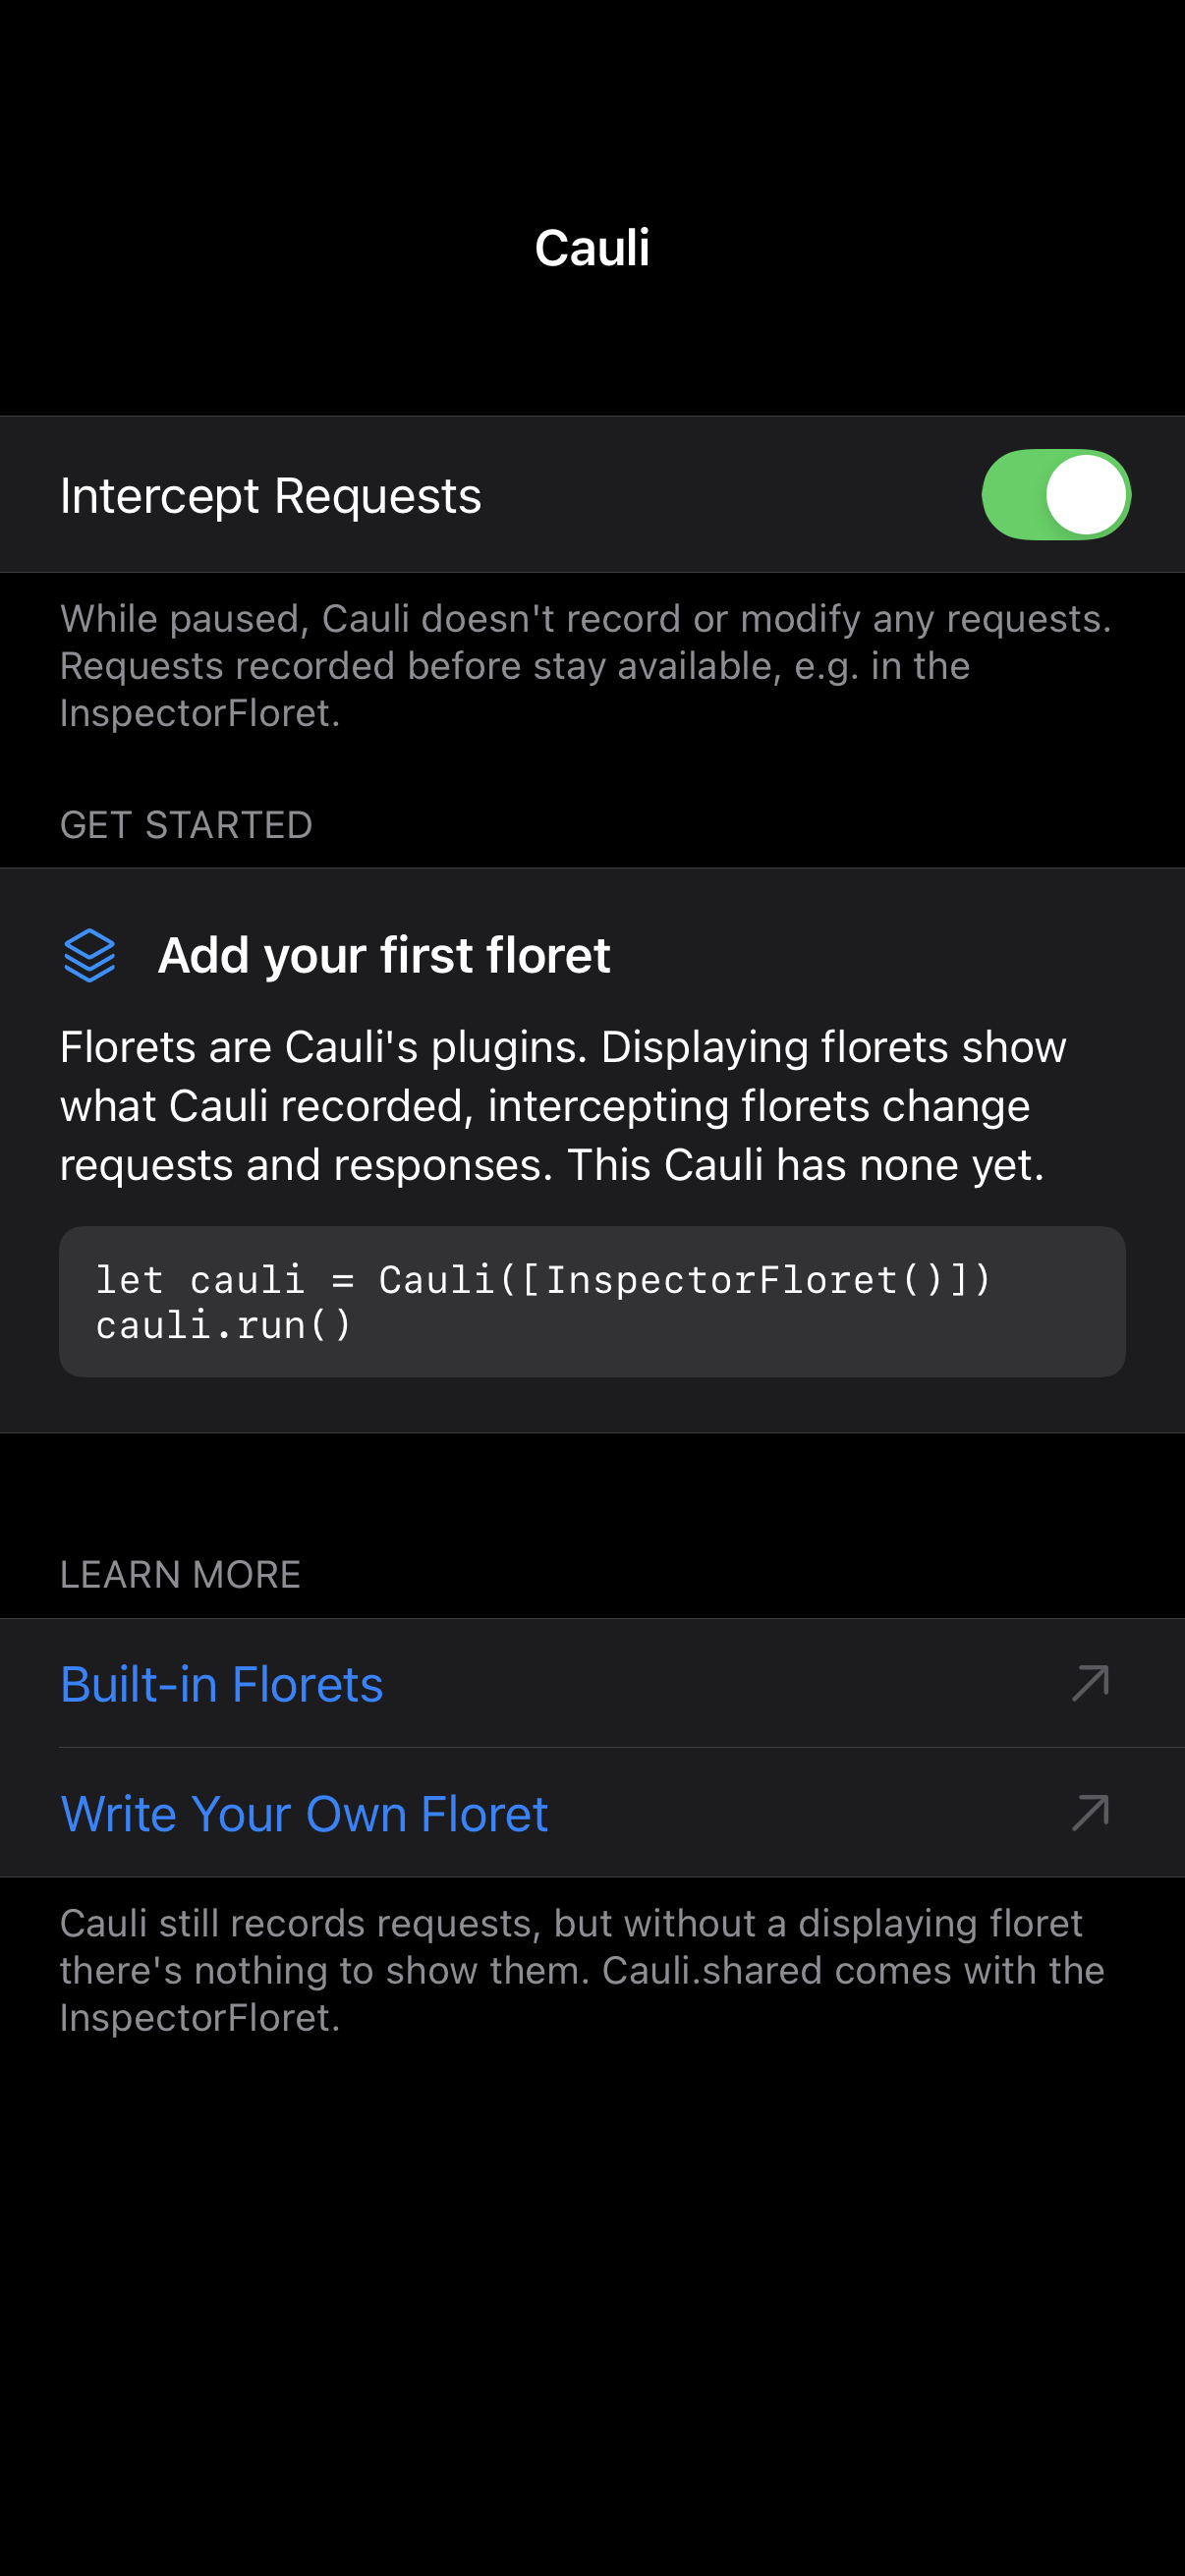 Cauli
Intercept Requests
While paused, Cauli doesn't record or modify any requests.
Requests recorded before stay available, e.g. in the
InspectorFloret.
GET STARTED
Add your first floret
Florets are Cauli's plugins. Displaying florets show
what Cauli recorded, intercepting florets change
requests and responses. This Cauli has none yet.
let cauli = Cauli([InspectorFloret()])
cauli.run()
LEARN MORE
Built-in Florets
Write Your Own Floret
Cauli still records requests, but without a displaying floret
there's nothing to show them. Cauli.shared comes with the
InspectorFloret.